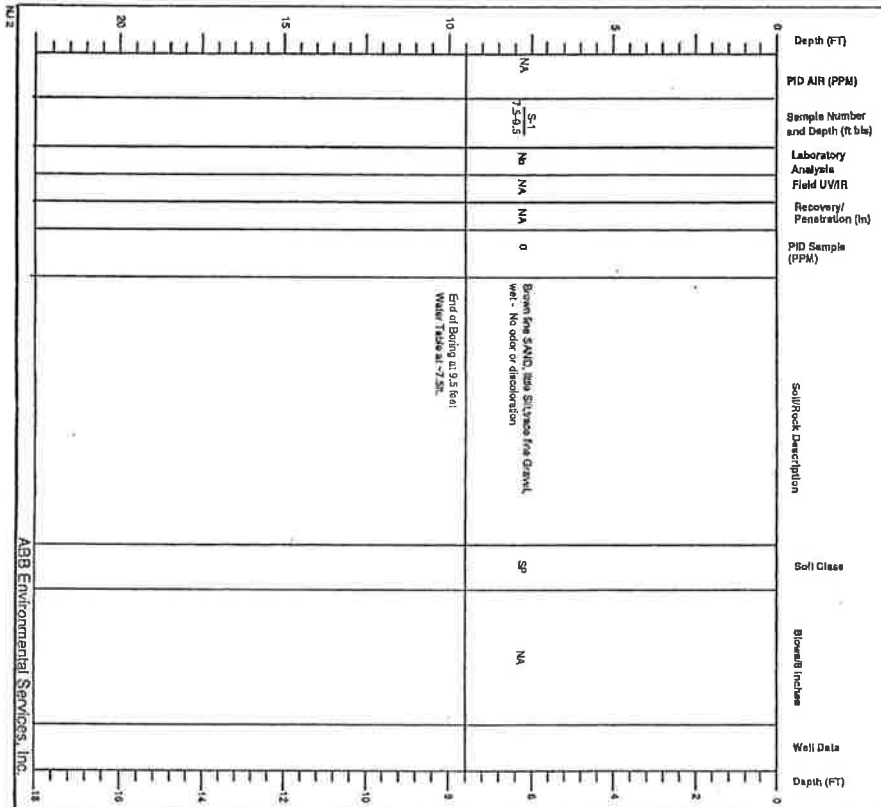 Depth (FT)
PID AIR (PPM)
Sample Number
and Depth (ft bls)
Laboratory
Analysis
Field UV/IR
Recovery/
Penetration (in)
PID Sample
(PPM)
Soil/Rock Description
Soil Class
Blows/6 Inches
Well Data
Depth (FT)
0
5
10
15
20
NA
S-1
7.5-9.5
No
NA
NA
0
Brown fine SAND, little Silt, trace fine Gravel,
wet - No odor or discoloration
SP
NA
End of Boring at 9.5 feet
Water Table at ~7.5ft.
0
2
4
6
8
10
12
14
16
18
NJ 2
ABB Environmental Services, Inc.